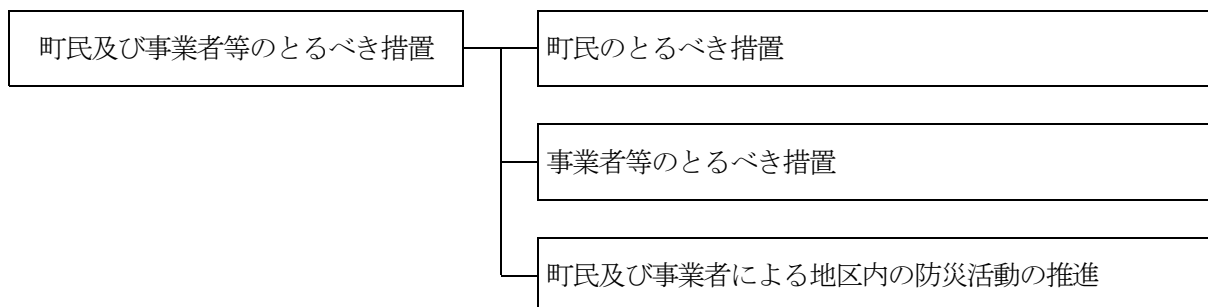 町民及び事業者等のとるべき措置
町民のとるべき措置
事業者等のとるべき措置
町民及び事業者による地区内の防災活動の推進